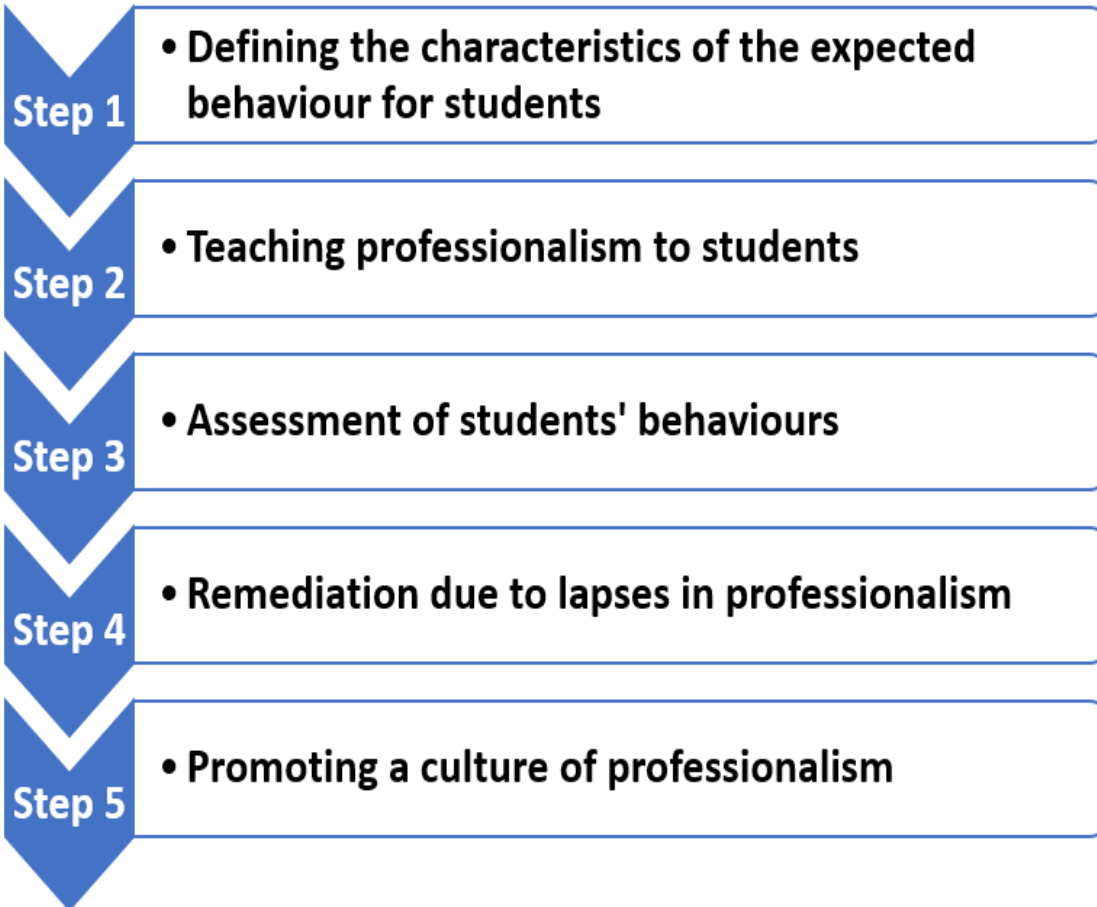 Step 1
• Defining the characteristics of the expected
behaviour for students
Step 2
• Teaching professionalism to students
Step 3
• Assessment of students' behaviours
Step 4
• Remediation due to lapses in professionalism
Step 5
• Promoting a culture of professionalism